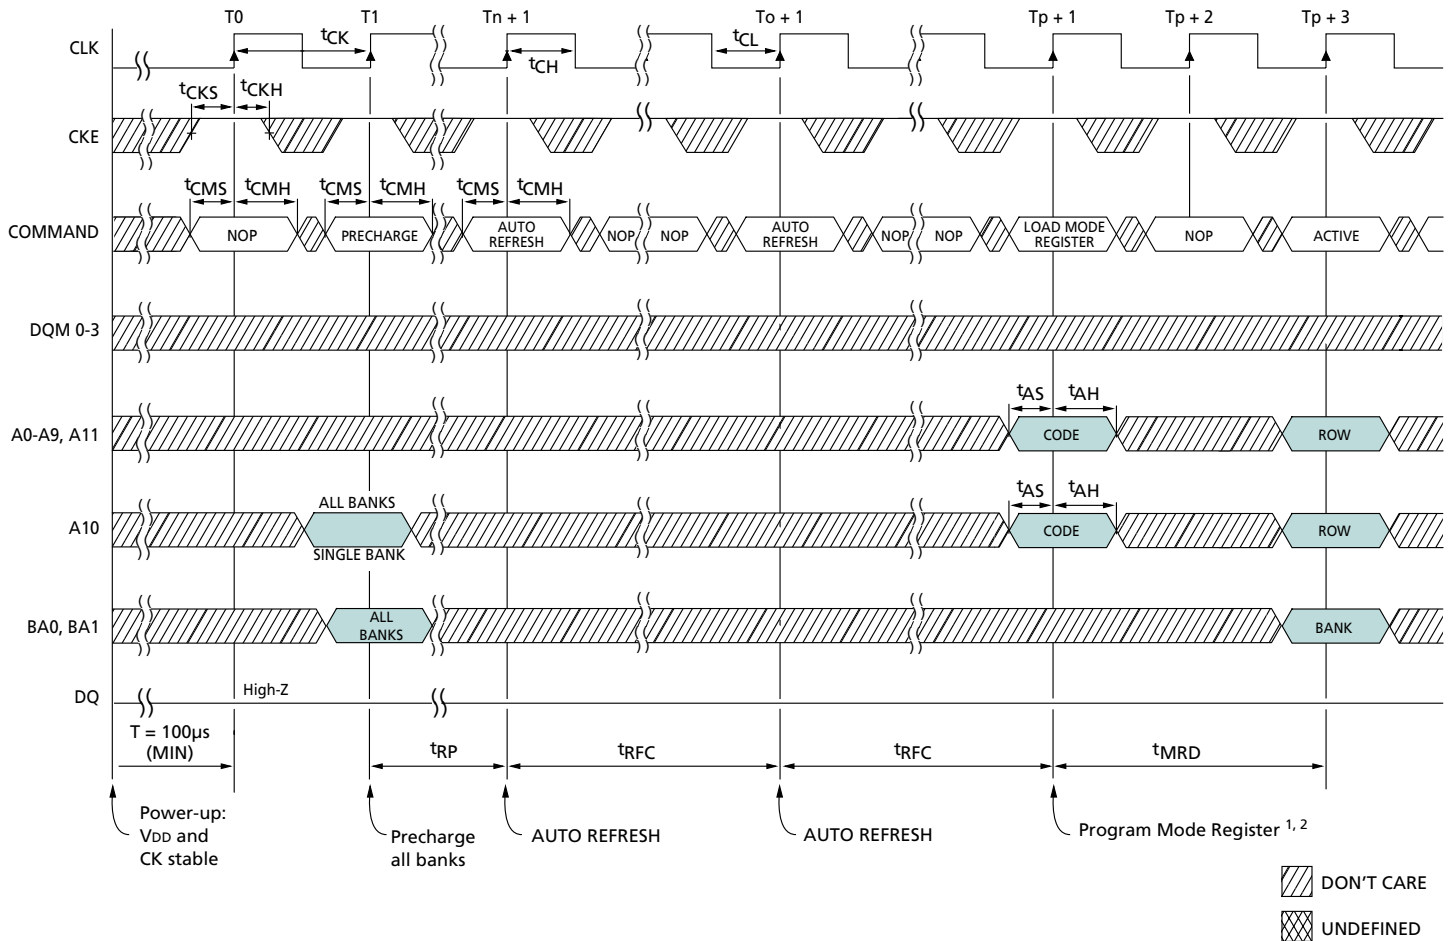 T0 T1 Tn + 1 To + 1 Tp + 1 Tp + 2 Tp + 3
CLK tCK tCH tCL
tCKS tCKH
CKE
tCMS tCMH tCMS tCMH tCMS tCMH
COMMAND NOP PRECHARGE AUTO REFRESH NOP NOP AUTO REFRESH NOP NOP LOAD MODE REGISTER NOP ACTIVE
DQM 0-3
tAS tAH
A0-A9, A11 CODE ROW
ALL BANKS tAS tAH
A10 CODE ROW
SINGLE BANK
BA0, BA1 ALL BANKS BANK
High-Z
DQ
T = 100µs
(MIN)
tRP tRFC tRFC tMRD
Power-up:
VDD and
CK stable
Precharge
all banks
AUTO REFRESH
AUTO REFRESH
Program Mode Register 1, 2
DON'T CARE
UNDEFINED